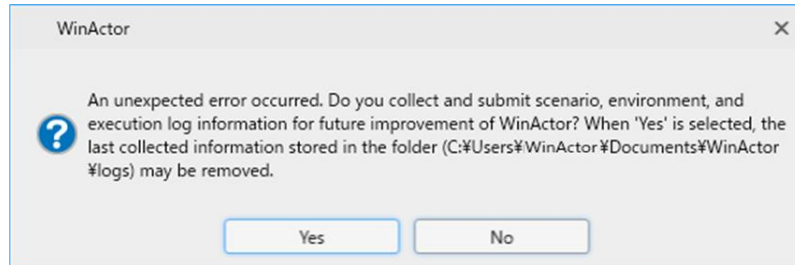 WinActor
An unexpected error occurred. Do you collect and submit scenario, environment, and
execution log information for future improvement of WinActor? When 'Yes' is selected, the
last collected information stored in the folder (C:¥Users¥WinActor¥Documents¥WinActor
¥logs) may be removed.
Yes No